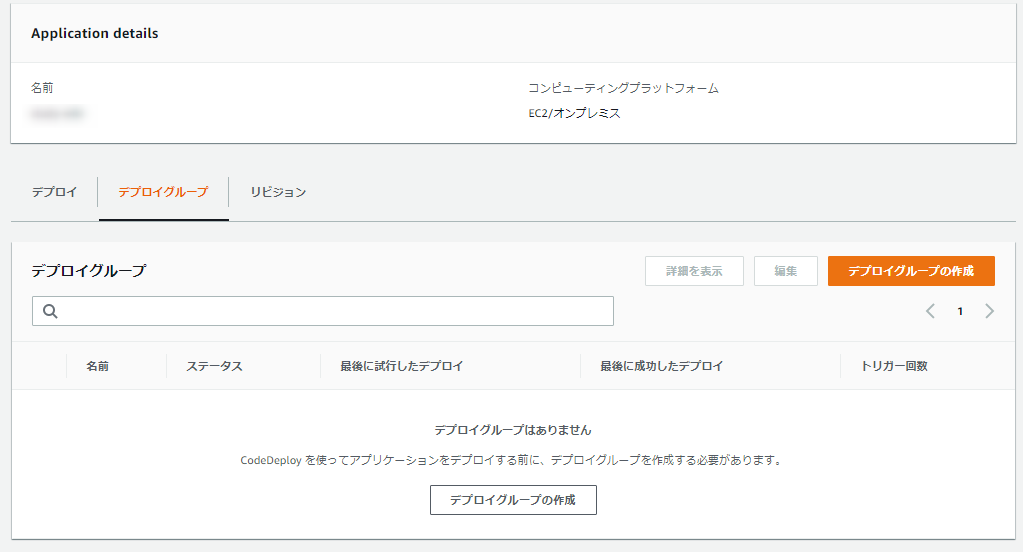 Application details
名前
コンピューティングプラットフォーム
EC2/オンプレミス
デプロイ
デプロイグループ
リビジョン
デプロイグループ
詳細を表示
編集
デプロイグループの作成
1
名前
ステータス
最後に試行したデプロイ
最後に成功したデプロイ
トリガー回数
デプロイグループはありません
CodeDeploy を使ってアプリケーションをデプロイする前に、デプロイグループを作成する必要があります。
デプロイグループの作成